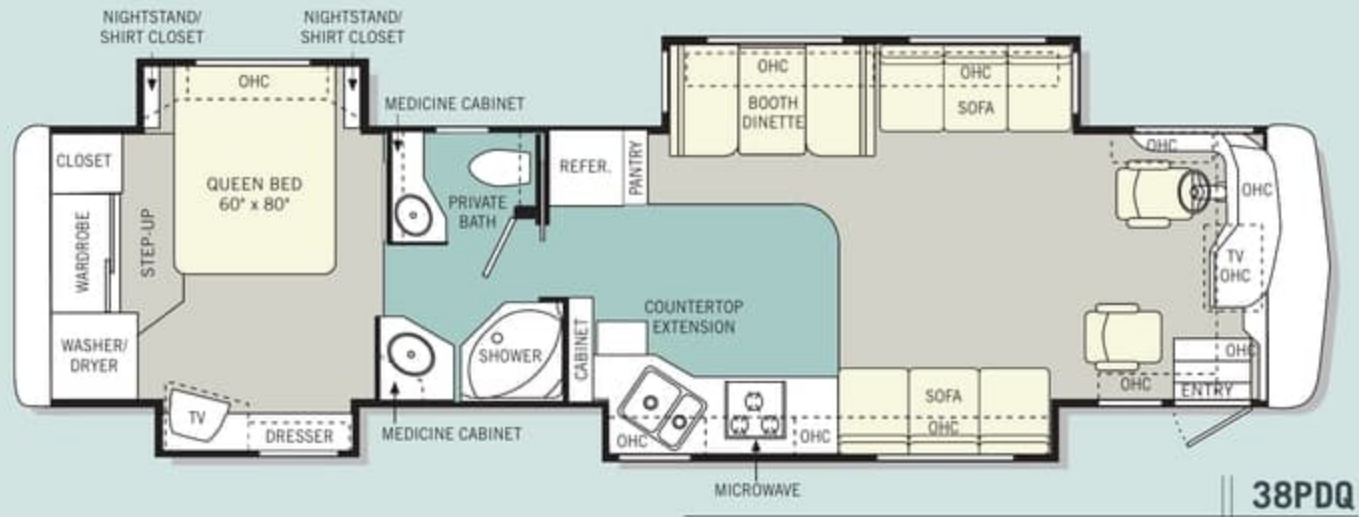 NIGHTSTAND/
SHIRT CLOSET
NIGHTSTAND/
SHIRT CLOSET
OHC
MEDICINE CABINET
CLOSET
QUEEN BED
60" x 80"
WARDROBE
STEP-UP
WASHER/
DRYER
TV
DRESSER
PRIVATE
BATH
SHOWER
MEDICINE CABINET
REFER.
PANTRY
CABINET
COUNTERTOP
EXTENSION
OHC
OHC
MICROWAVE
OHC
BOOTH
DINETTE
OHC
SOFA
SOFA
OHC
OHC
OHC
TV
OHC
OHC
OHC
ENTRY
38PDQ